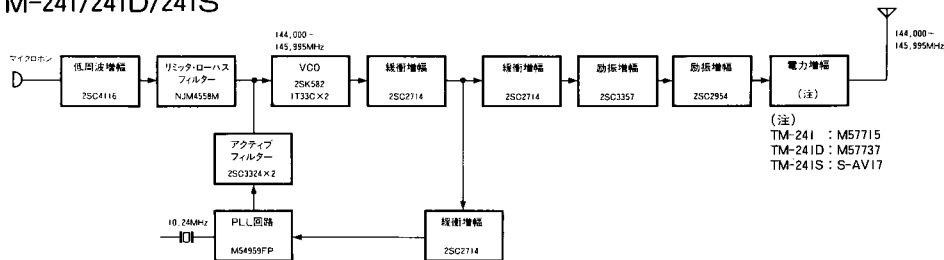 M-241/241D/241S
マイクロホン
低周波増幅
2SC4116
リミッタ・ローパス
フィルター
NJM4558M
144,000~
145,995MHz
VCO
2SK582
1T33C×2
緩衝増幅
2SC2714
緩衝増幅
2SC2714
励振増幅
2SC3357
励振増幅
2SC2954
電力増幅
(注)
144,000~
145,995MHz
(注)
TM-241 : M57715
TM-241D : M57737
TM-241S : S-AV17
アクティブ
フィルター
2SC3324×2
10.24MHz
PLL回路
M54959FP
緩衝増幅
2SC2714